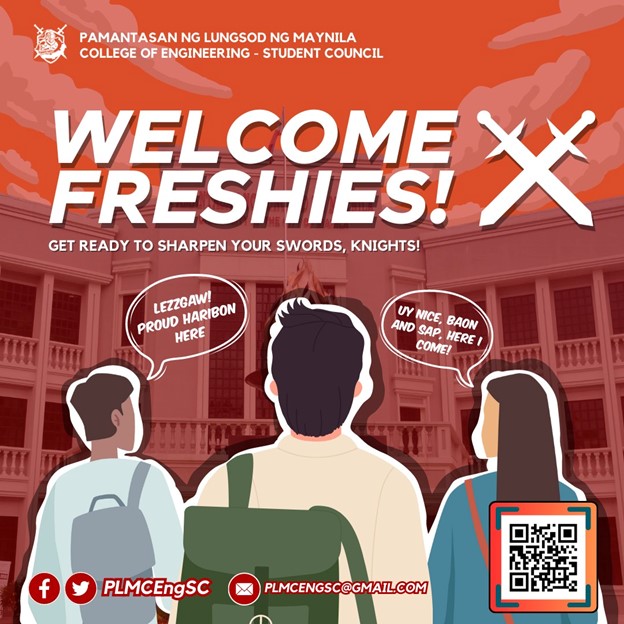 PAMANTASAN NG LUNGSOD NG MAYNILA
COLLEGE OF ENGINEERING - STUDENT COUNCIL
WELCOME
FRESHIES!
GET READY TO SHARPEN YOUR SWORDS, KNIGHTS!
LEZZGAW!
PROUD HARIBON
HERE
UY NICE, BAON
AND SAP, HERE I
COME!
PLMCEngSC
PLMCENGSC@GMAIL.COM